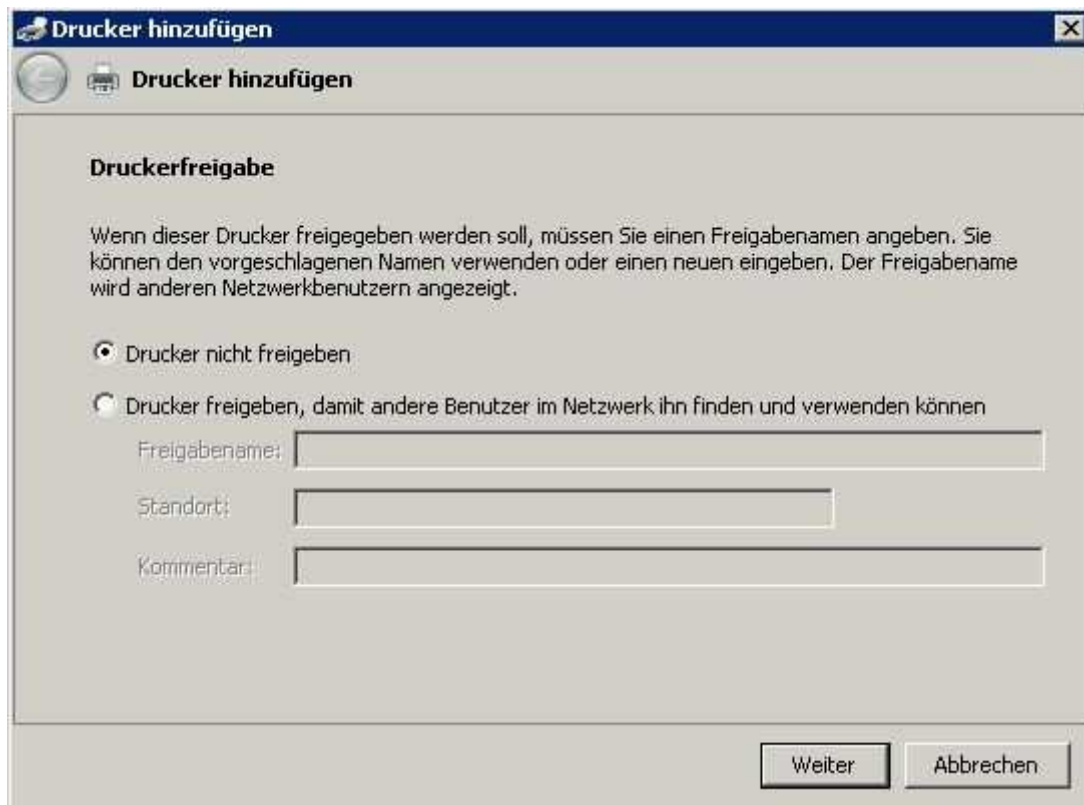 Drucker hinzufügen
Drucker hinzufügen
Druckerfreigabe
Wenn dieser Drucker freigegeben werden soll, müssen Sie einen Freigabenamen angeben. Sie
können den vorgeschlagenen Namen verwenden oder einen neuen eingeben. Der Freigabename
wird anderen Netzwerkbenutzern angezeigt.
Drucker nicht freigeben
Drucker freigeben, damit andere Benutzer im Netzwerk ihn finden und verwenden können
Freigabename:
Standort:
Kommentar:
Weiter Abbrechen